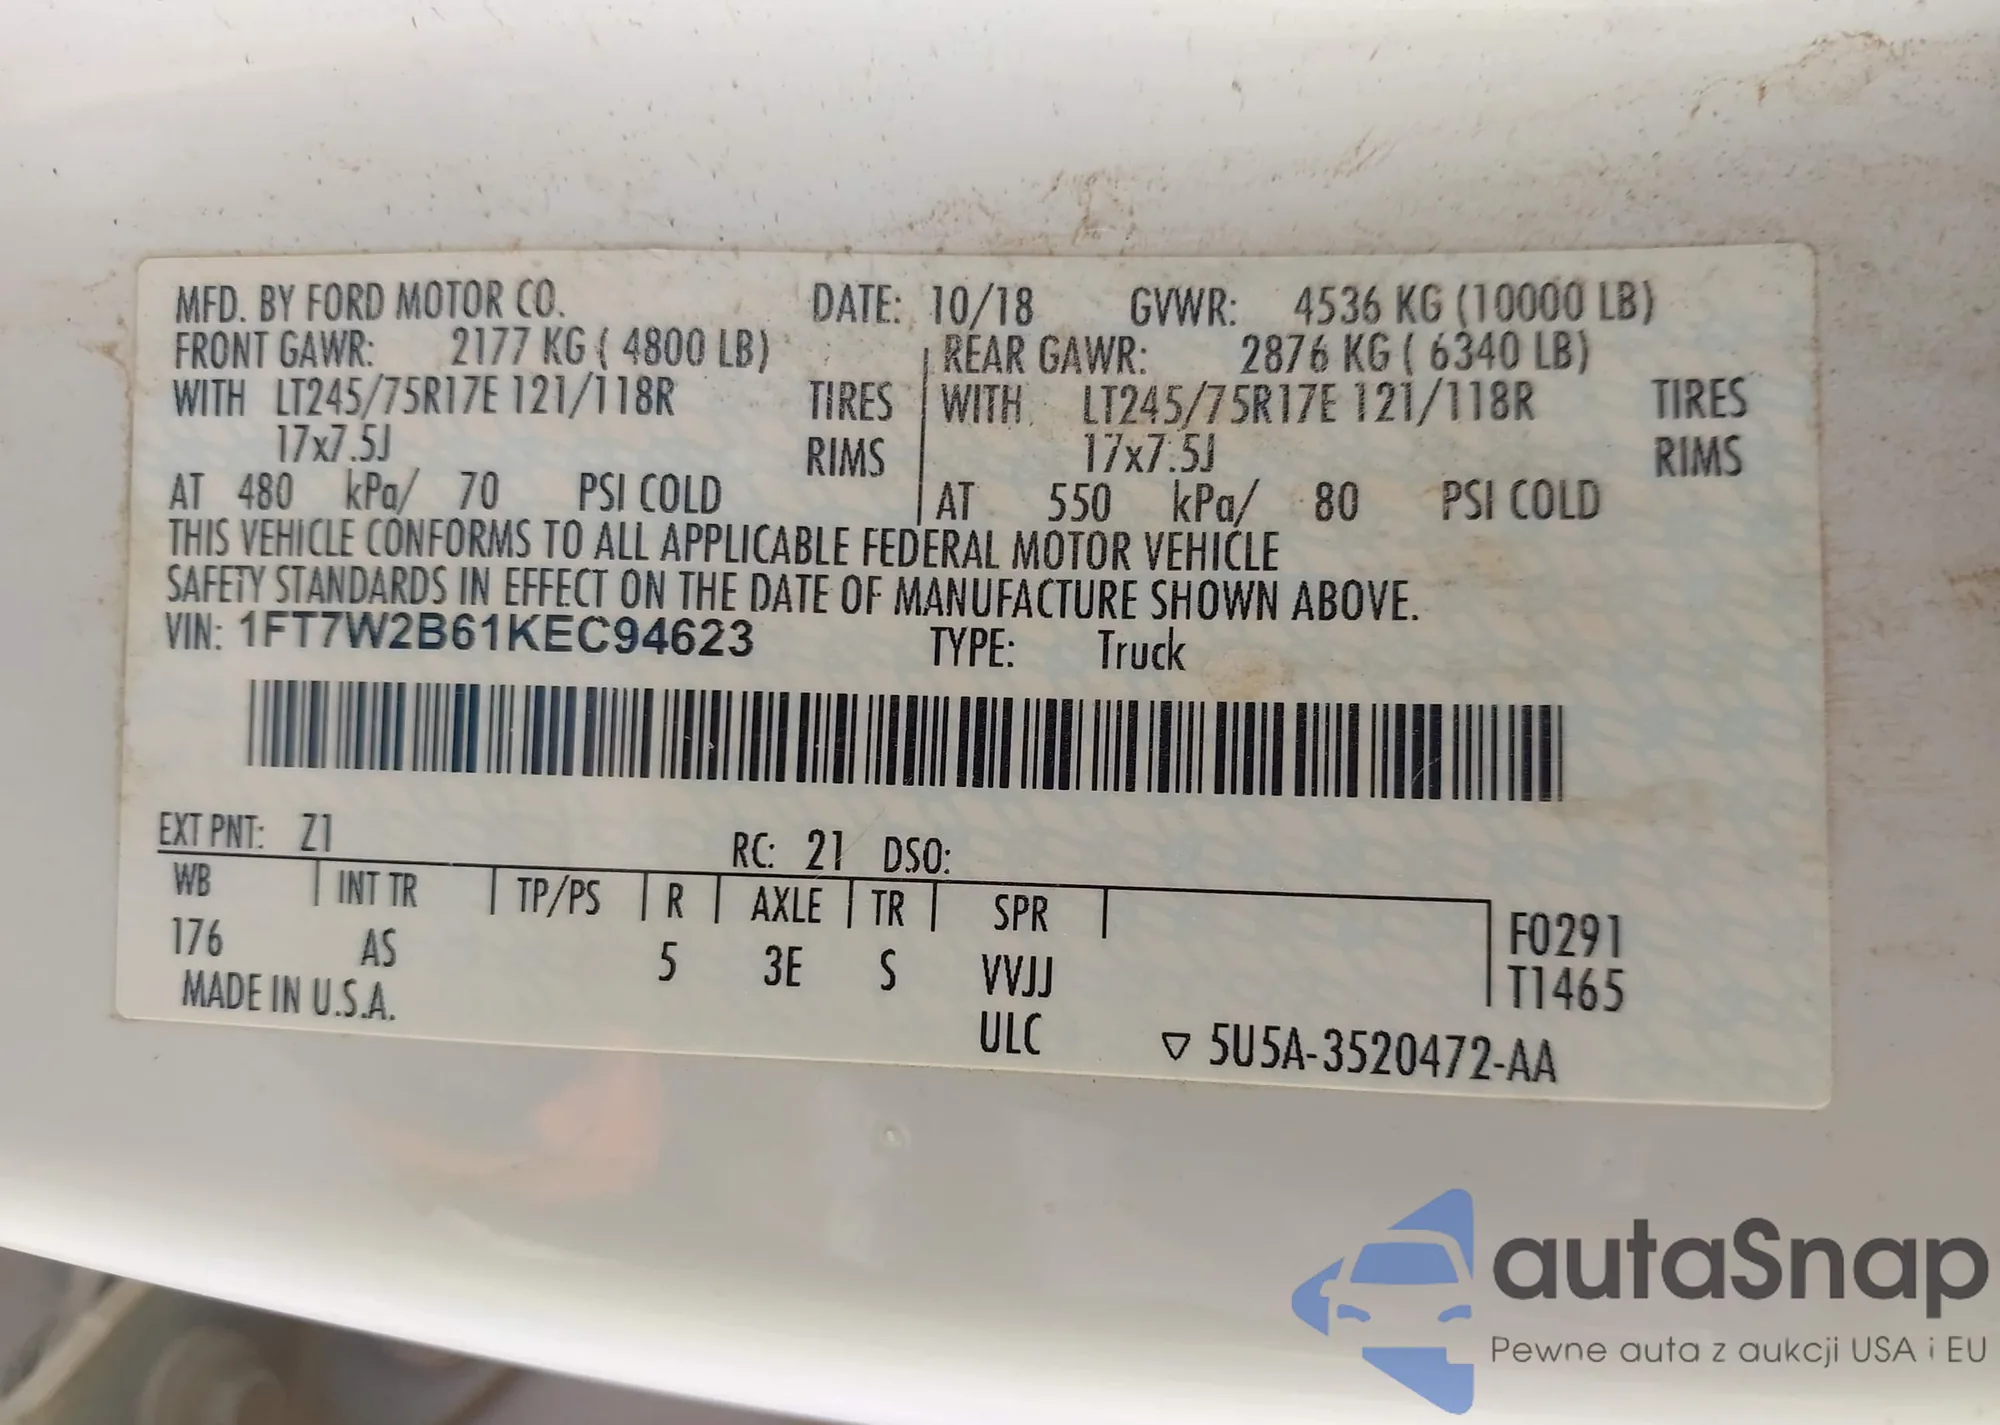 MFD. BY FORD MOTOR CO. DATE: 10/18 GVWR: 4536 KG (10000 LB)
FRONT GAWR: 2177 KG ( 4800 LB) REAR GAWR: 2876 KG ( 6340 LB)
WITH LT245/75R17E 121/118R TIRES WITH LT245/75R17E 121/118R TIRES
17x7.5J RIMS 17x7.5J RIMS
AT 480 kPa/ 70 PSI COLD AT 550 kPa/ 80 PSI COLD
THIS VEHICLE CONFORMS TO ALL APPLICABLE FEDERAL MOTOR VEHICLE
SAFETY STANDARDS IN EFFECT ON THE DATE OF MANUFACTURE SHOWN ABOVE.
VIN: 1FT7W2B61KEC94623 TYPE: Truck
EXT PNT: Z1 RC: 21 DSO:
WB INT TR TP/PS R AXLE TR SPR F0291
176 AS 5 3E S VVJJ T1465
MADE IN U.S.A. ULC ▽ 5U5A-3520472-AA
autaSnap
Pewne auta z aukcji USA i EU